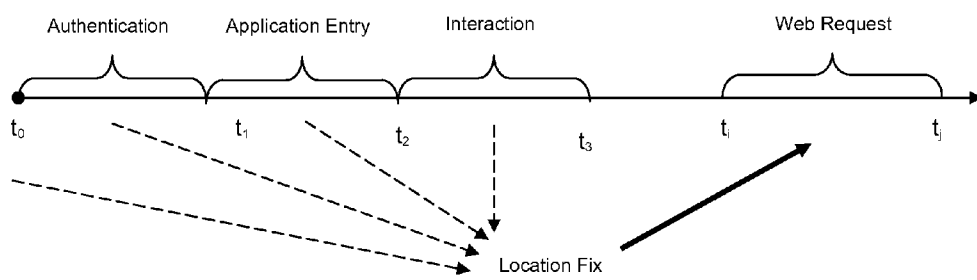 Authentication Application Entry Interaction Web Request
t0 t1 t2 t3 ti tj
Location Fix